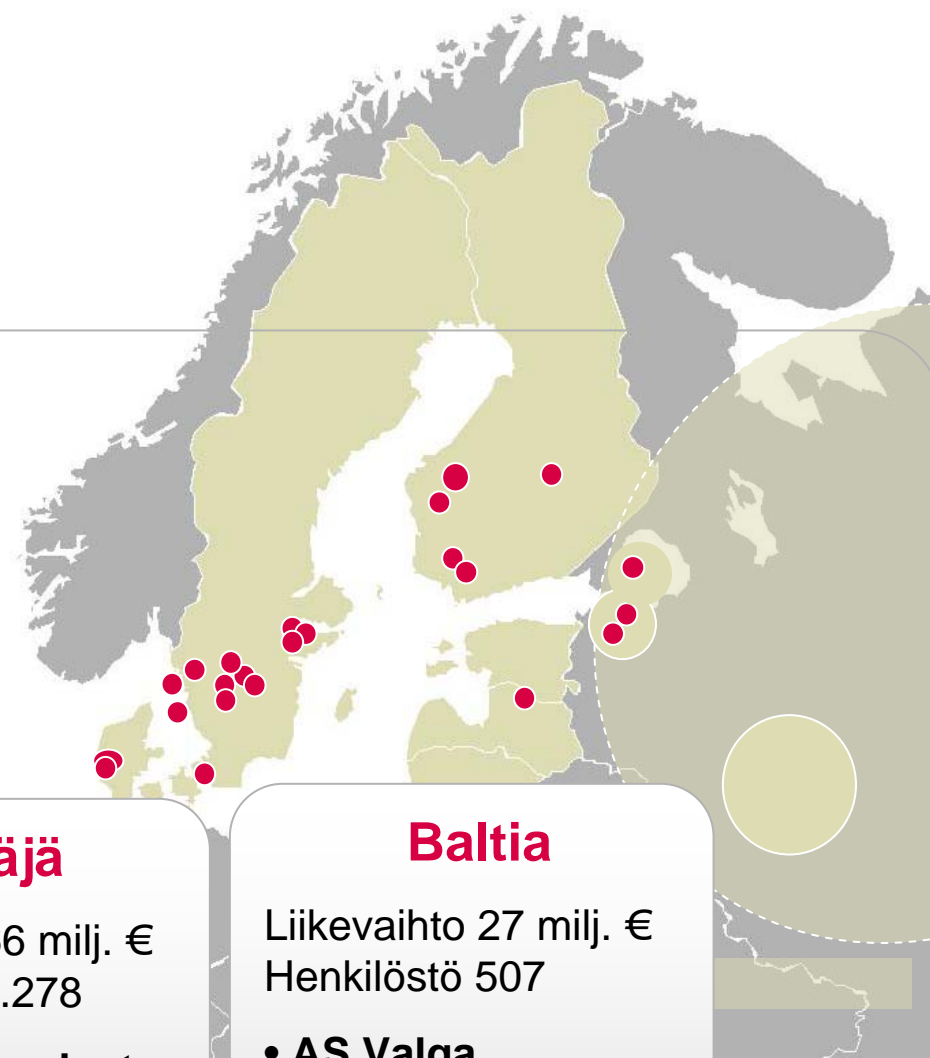 äjä
6 milj. €
.278
Baltia
Liikevaihto 27 milj. €
Henkilöstö 507
• AS Valga